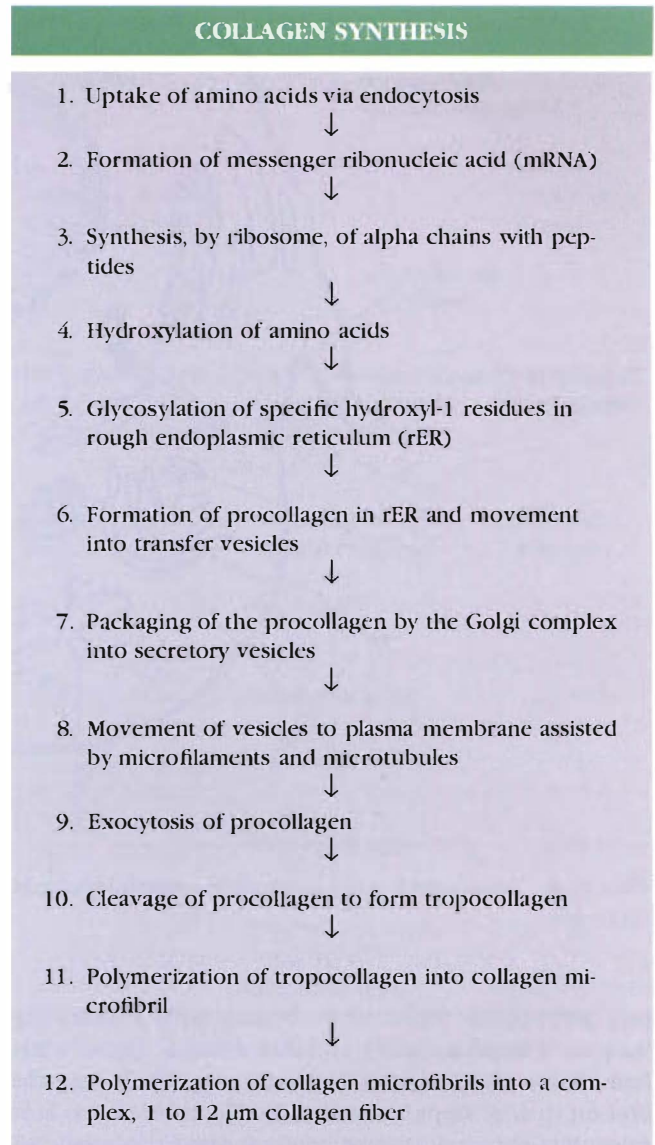 COLLAGEN SYNTHESIS
1. Uptake of amino acids via endocytosis
↓
2. Formation of messenger ribonucleic acid (mRNA)
↓
3. Synthesis, by ribosome, of alpha chains with pep-
tides
↓
4. Hydroxylation of amino acids
↓
5. Glycosylation of specific hydroxyl-1 residues in
rough endoplasmic reticulum (rER)
↓
6. Formation of procollagen in rER and movement
into transfer vesicles
↓
7. Packaging of the procollagen by the Golgi complex
into secretory vesicles
↓
8. Movement of vesicles to plasma membrane assisted
by microfilaments and microtubules
↓
9. Exocytosis of procollagen
↓
10. Cleavage of procollagen to form tropocollagen
↓
11. Polymerization of tropocollagen into collagen mi-
crofibril
↓
12. Polymerization of collagen microfibrils into a com-
plex, 1 to 12 μm collagen fiber